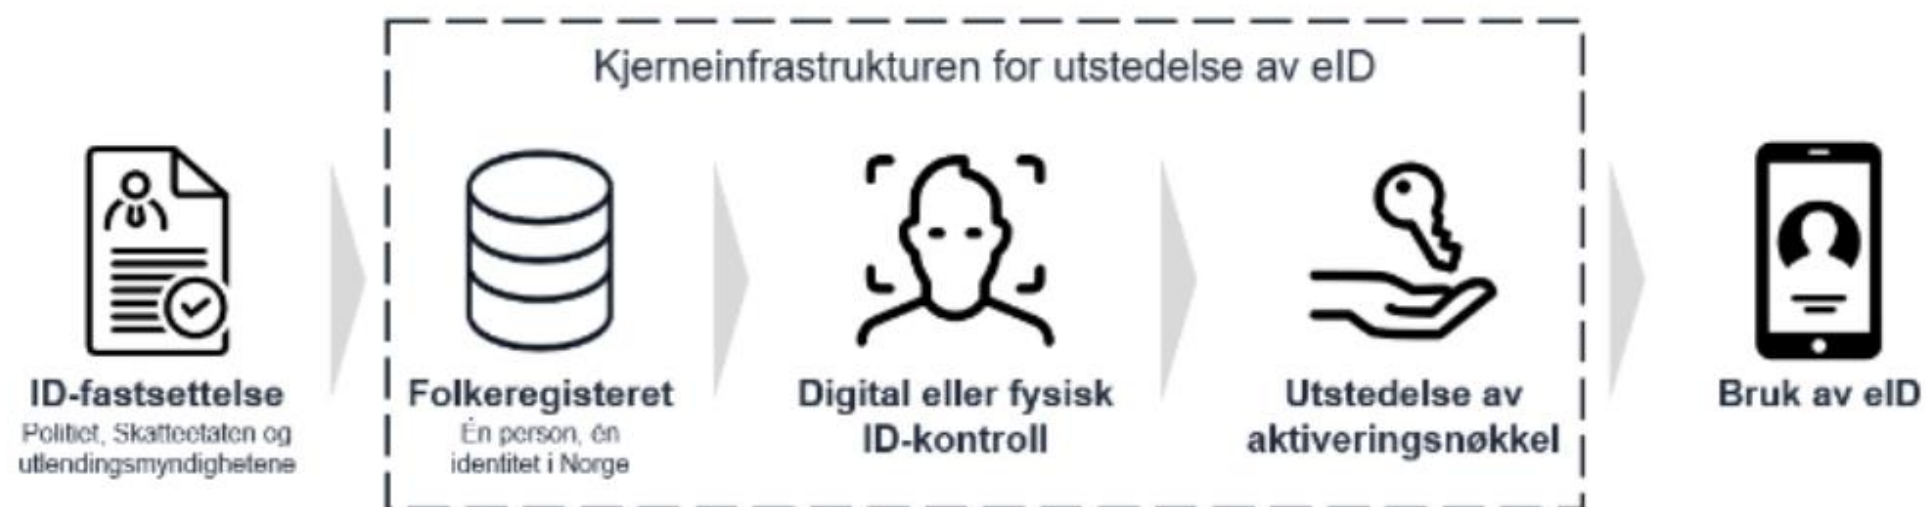 Kjerneinfrastrukturen for utstedelse av eID
ID-fastsettelse
Politiet, Skatteetaten og
utlendingsmyndighetene
Folkeregisteret
Én person, én
identitet i Norge
Digital eller fysisk
ID-kontroll
Utstedelse av
aktiveringsnøkkel
Bruk av eID